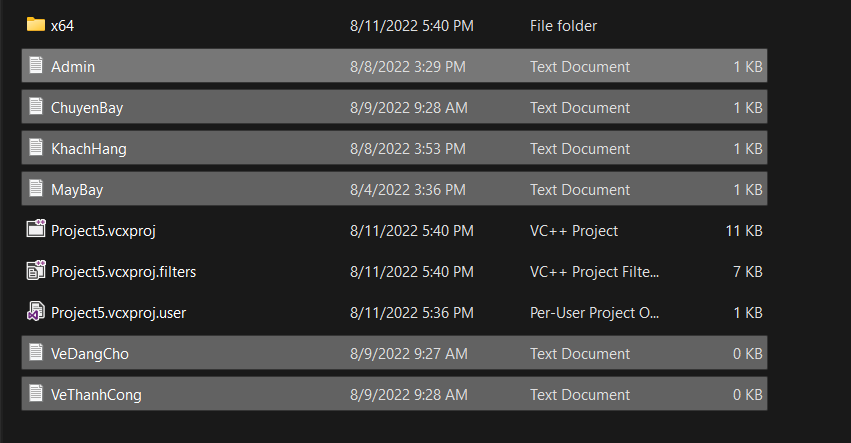 x64 8/11/2022 5:40 PM File folder
Admin 8/8/2022 3:29 PM Text Document 1 KB
ChuyenBay 8/9/2022 9:28 AM Text Document 1 KB
KhachHang 8/8/2022 3:53 PM Text Document 1 KB
MayBay 8/4/2022 3:36 PM Text Document 1 KB
Project5.vcxproj 8/11/2022 5:40 PM VC++ Project 11 KB
Project5.vcxproj.filters 8/11/2022 5:40 PM VC++ Project Filte... 7 KB
Project5.vcxproj.user 8/11/2022 5:36 PM Per-User Project O... 1 KB
VeDangCho 8/9/2022 9:27 AM Text Document 0 KB
VeThanhCong 8/9/2022 9:28 AM Text Document 0 KB